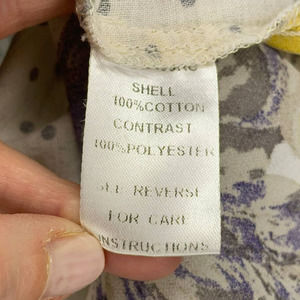 SHELL
100%COTTON
CONTRAST
100%POLYESTER
SEE REVERSE
FOR CARE
INSTRUCTIONS